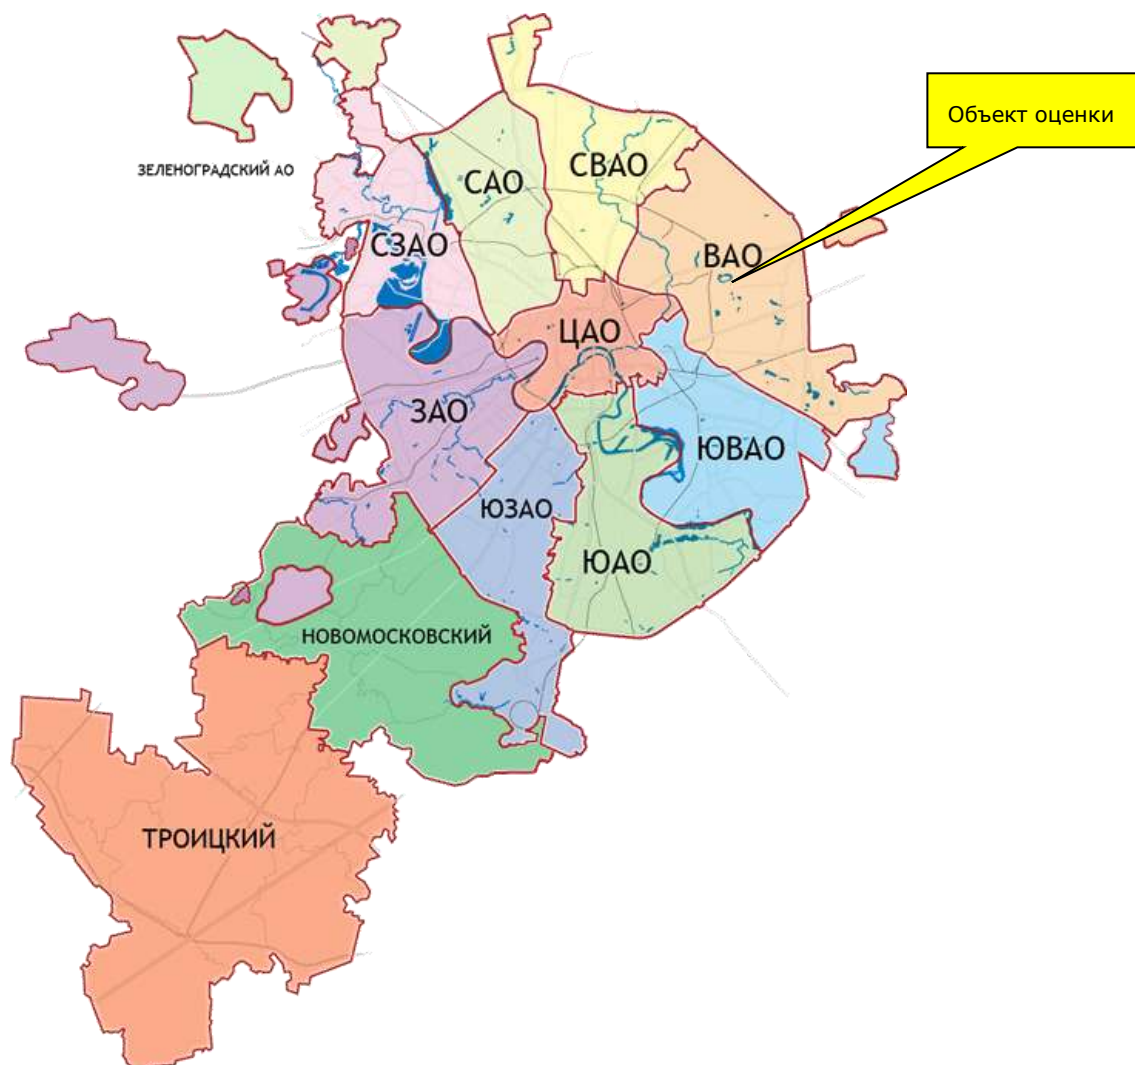 Объект оценки
ЗЕЛЕНОГРАДСКИЙ АО
САО
СВАО
СЗАО
ВАО
ЦАО
ЗАО
ЮВАО
ЮЗАО
ЮАО
НОВОМОСКОВСКИЙ
ТРОИЦКИЙ